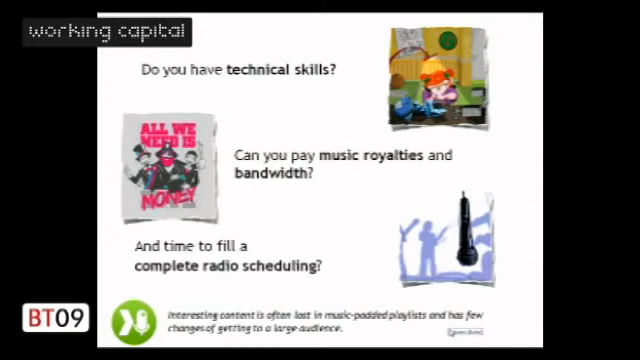 working capital
Do you have technical skills?
ALL WE
NEED IS
MONEY
Can you pay music royalties and
bandwidth?
And time to fill a
complete radio scheduling?
BT09
Interesting content is often lost in music-padded playlists and has few
changes of getting to a large audience.